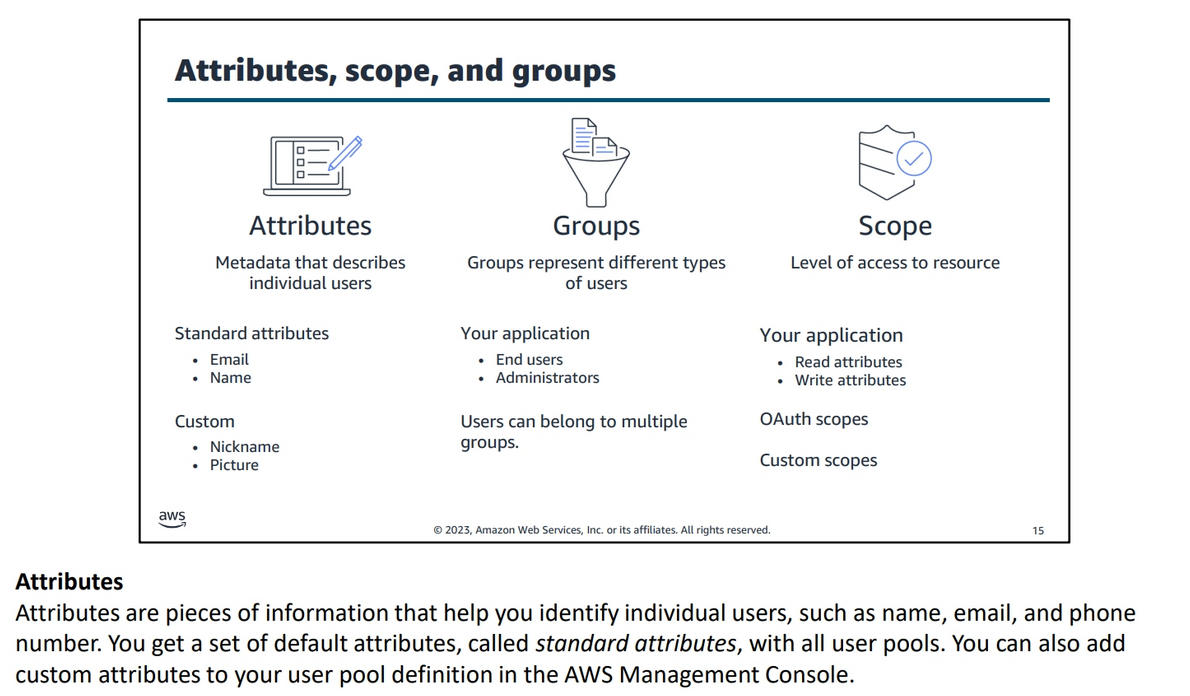 Attributes, scope, and groups
Attributes
Metadata that describes
individual users
Standard attributes
• Email
• Name
Custom
• Nickname
• Picture
Groups
Groups represent different types
of users
Your application
• End users
• Administrators
Users can belong to multiple
groups.
Scope
Level of access to resource
Your application
• Read attributes
• Write attributes
OAuth scopes
Custom scopes
aws
© 2023, Amazon Web Services, Inc. or its affiliates. All rights reserved.
15
Attributes
Attributes are pieces of information that help you identify individual users, such as name, email, and phone
number. You get a set of default attributes, called standard attributes, with all user pools. You can also add
custom attributes to your user pool definition in the AWS Management Console.